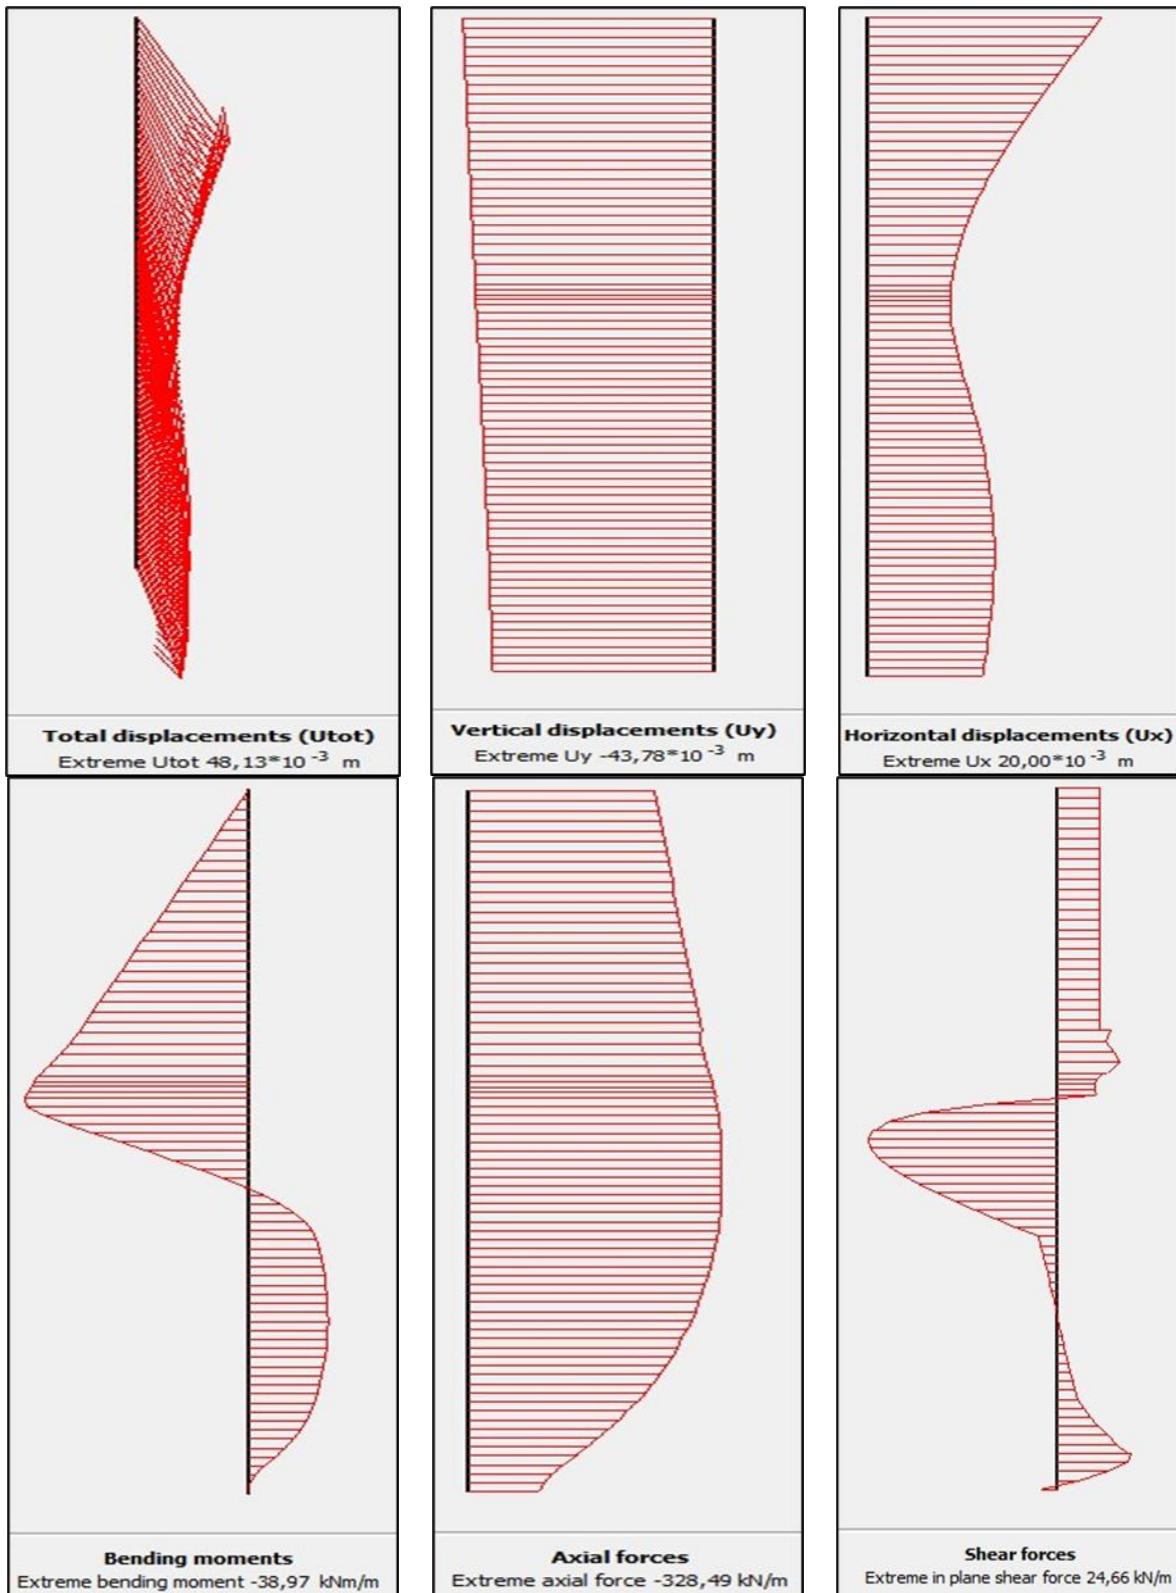 Total displacements (Utot)
Extreme Utot 48,13*10 -3 m
Vertical displacements (Uy)
Extreme Uy -43,78*10 -3 m
Horizontal displacements (Ux)
Extreme Ux 20,00*10 -3 m
Bending moments
Extreme bending moment -38,97 kNm/m
Axial forces
Extreme axial force -328,49 kN/m
Shear forces
Extreme in plane shear force 24,66 kN/m